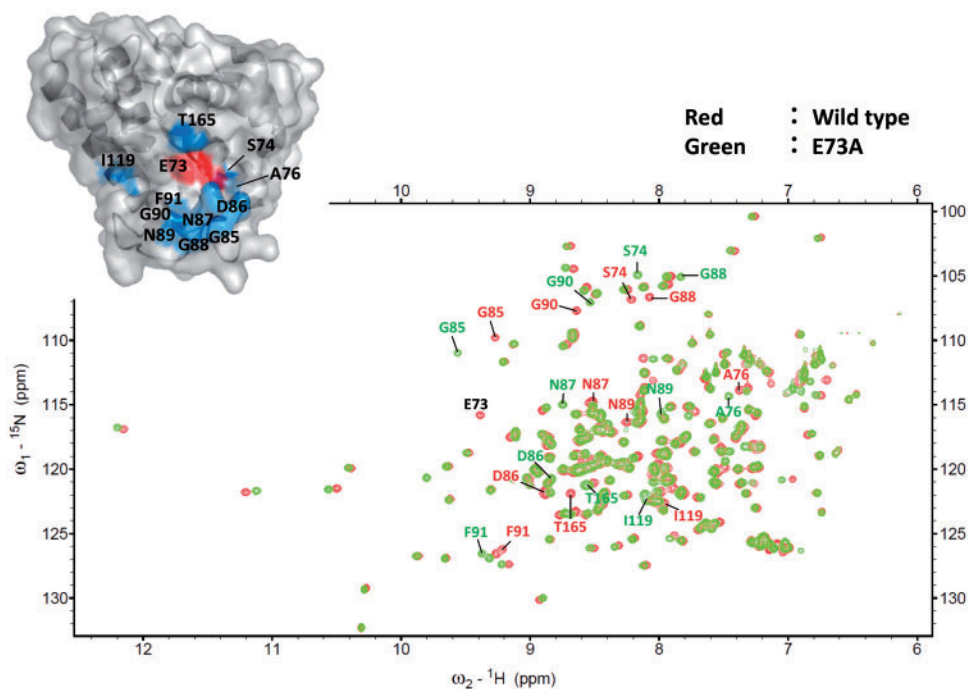 T165
S74
I119
E73
A76
F91
D86
G90
N87
N89
G85
G88
Red : Wild type
Green : E73A
10 9 8 7 6
100
S74
G88
105
G90
S74
G88
G85
G90
110
110
G85
N87
N87
N89
A76
E73
115
115
N89
A76
120
120
D86
D86
T165
I119
T165
I119
125
125
F91
F91
130
130
12 11 10 9 8 7 6
ω1 - 15N (ppm)
ω2 - 1H (ppm)